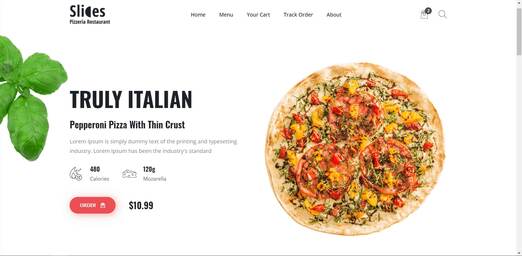 Slices
Pizzeria Restaurant
Home
Menu
Your Cart
Track Order
About
2
TRULY ITALIAN
Pepperoni Pizza With Thin Crust
Lorem Ipsum is simply dummy text of the printing and typesetting
industry. Lorem Ipsum has been the industry's standard
480
Calories
120g
Mozarella
ORDER
$10.99